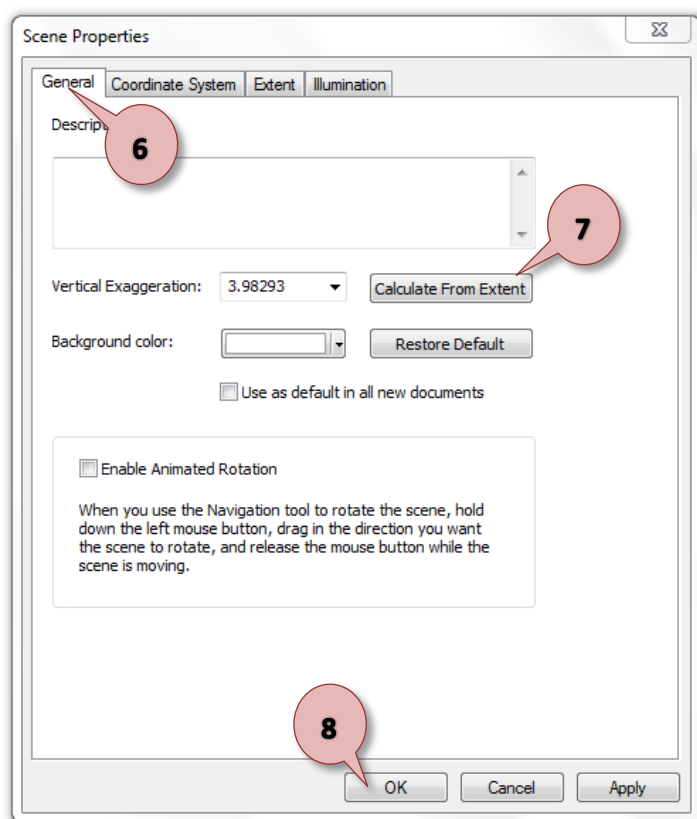 Scene Properties
General Coordinate System Extent Illumination
6
7
Vertical Exaggeration: 3.98293 Calculate From Extent
Background color: Restore Default
Use as default in all new documents
Enable Animated Rotation
When you use the Navigation tool to rotate the scene, hold
down the left mouse button, drag in the direction you want
the scene to rotate, and release the mouse button while the
scene is moving.
8
OK Cancel Apply